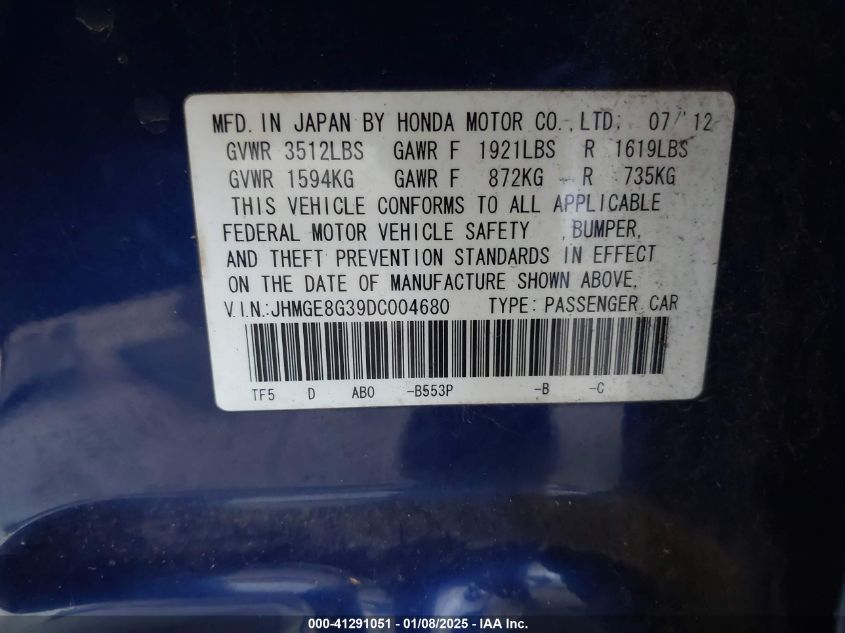 MFD. IN JAPAN BY HONDA MOTOR CO., LTD. 07/'12
GVWR 3512LBS GAWR F 1921LBS R 1619LBS
GVWR 1594KG GAWR F 872KG R 735KG
THIS VEHICLE CONFORMS TO ALL APPLICABLE
FEDERAL MOTOR VEHICLE SAFETY ,BUMPER,
AND THEFT PREVENTION STANDARDS IN EFFECT
ON THE DATE OF MANUFACTURE SHOWN ABOVE.
V.I.N.:JHMGE8G39DC004680 TYPE: PASSENGER CAR
TF5 D AB0 -B553P -B -C
000-41291051 - 01/08/2025 - IAA Inc.